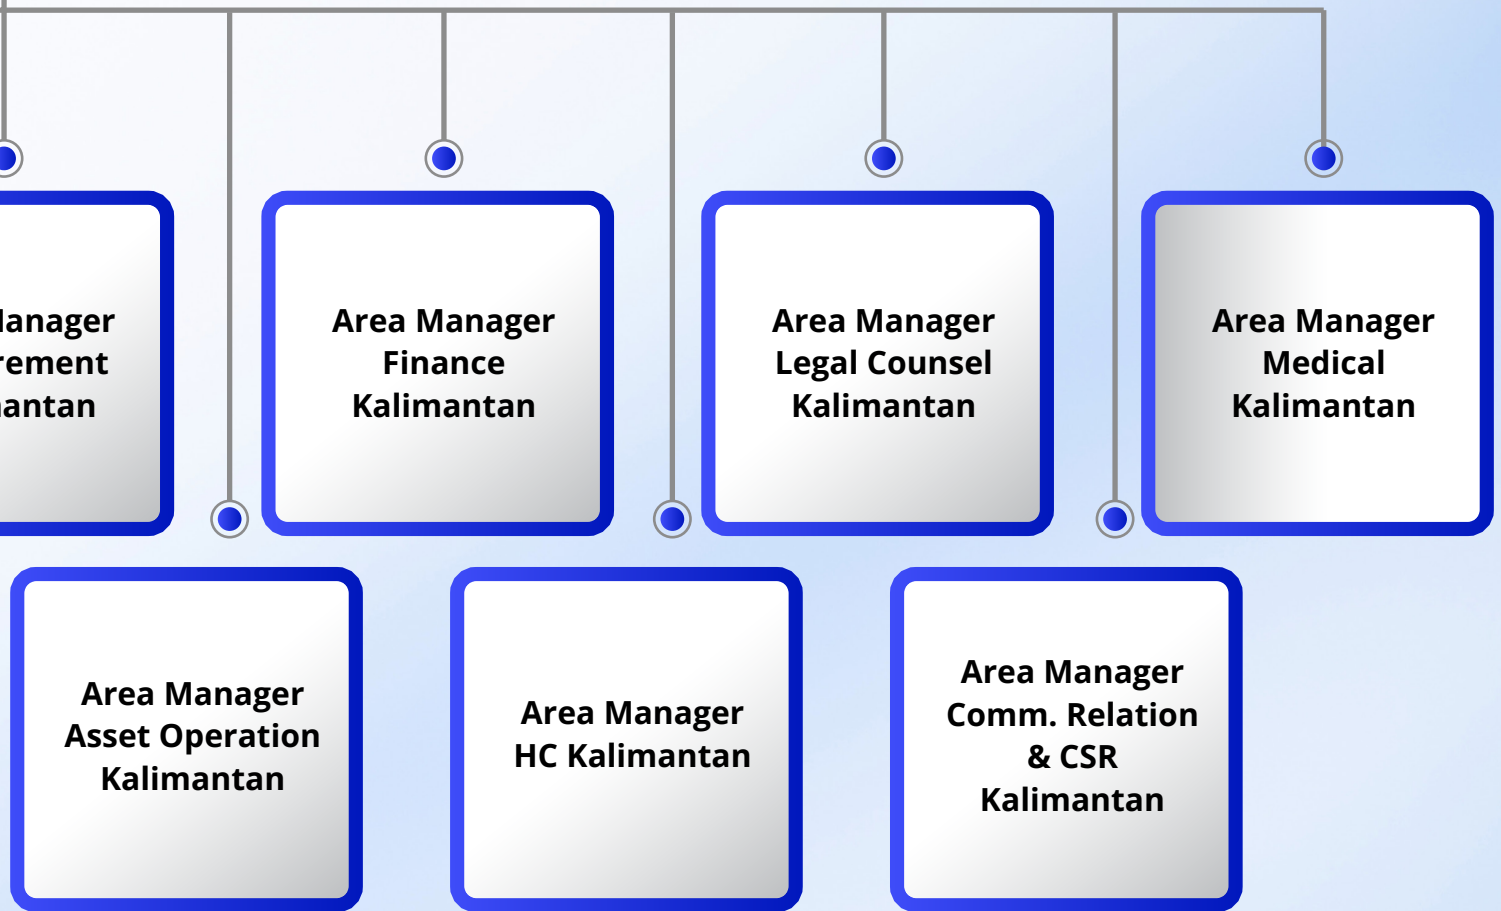 Area Manager
Finance
Kalimantan
Area Manager
Legal Counsel
Kalimantan
Area Manager
Medical
Kalimantan
Area Manager
Asset Operation
Kalimantan
Area Manager
HC Kalimantan
Area Manager
Comm. Relation
& CSR
Kalimantan